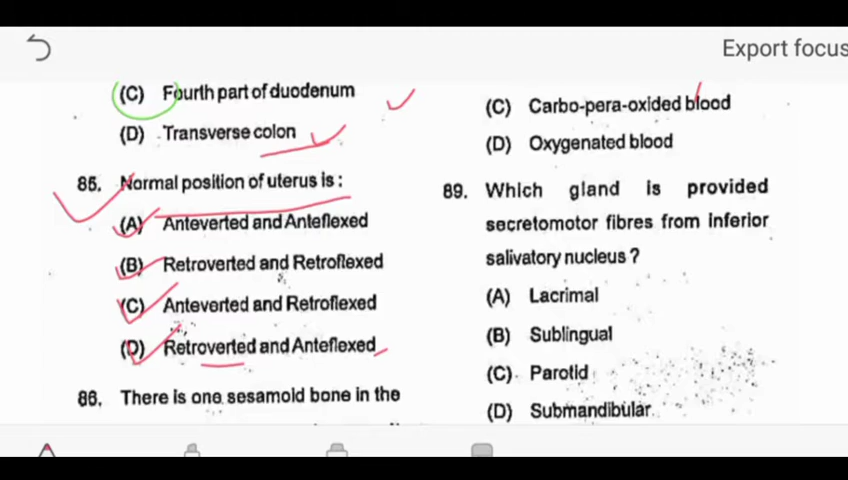 Export focus
(C) Fourth part of duodenum
(D) Transverse colon
85. Normal position of uterus is :
(A) Anteverted and Anteflexed
(B) Retroverted and Retroflexed
(C) Anteverted and Retroflexed
(D) Retroverted and Anteflexed
86. There is one sesamoid bone in the
(C) Carbo-pera-oxided blood
(D) Oxygenated blood
89. Which gland is provided
secretomotor fibres from inferior
salivatory nucleus ?
(A) Lacrimal
(B) Sublingual
(C) Parotid
(D) Submandibular